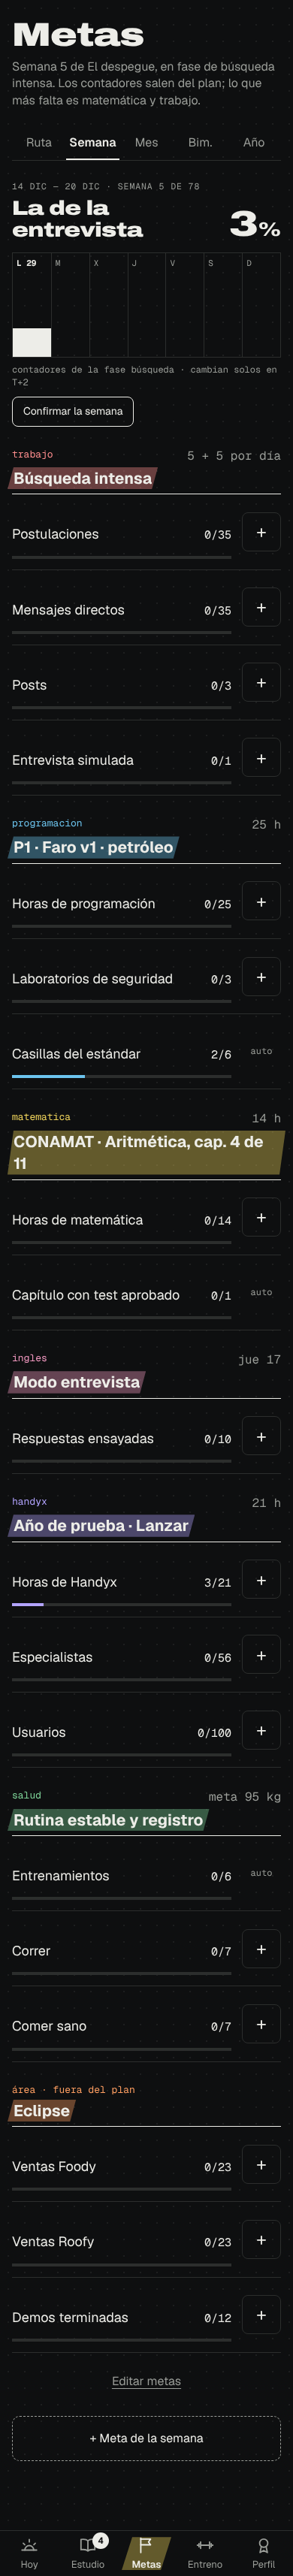 Metas
Semana 5 de El despegue, en fase de búsqueda
intensa. Los contadores salen del plan; lo que
más falta es matemática y trabajo.
Ruta Semana Mes Bim. Año
14 DIC — 20 DIC · SEMANA 5 DE 78
La de la
entrevista 3%
L 29 M X J V S D
contadores de la fase búsqueda · cambian solos en
T+2
Confirmar la semana
trabajo 5 + 5 por día
Búsqueda intensa
Postulaciones 0/35 +
Mensajes directos 0/35 +
Posts 0/3 +
Entrevista simulada 0/1 +
programacion 25 h
P1 · Faro v1 · petróleo
Horas de programación 0/25 +
Laboratorios de seguridad 0/3 +
Casillas del estándar 2/6 auto
matematica 14 h
CONAMAT · Aritmética, cap. 4 de
11
Horas de matemática 0/14 +
Capítulo con test aprobado 0/1 auto
ingles jue 17
Modo entrevista
Respuestas ensayadas 0/10 +
handyx 21 h
Año de prueba · Lanzar
Horas de Handyx 3/21 +
Especialistas 0/56 +
Usuarios 0/100 +
salud meta 95 kg
Rutina estable y registro
Entrenamientos 0/6 auto
Correr 0/7 +
Comer sano 0/7 +
área · fuera del plan
Eclipse
Ventas Foody 0/23 +
Ventas Roofy 0/23 +
Demos terminadas 0/12 +
Editar metas
+ Meta de la semana
4
Hoy Estudio Metas Entreno Perfil